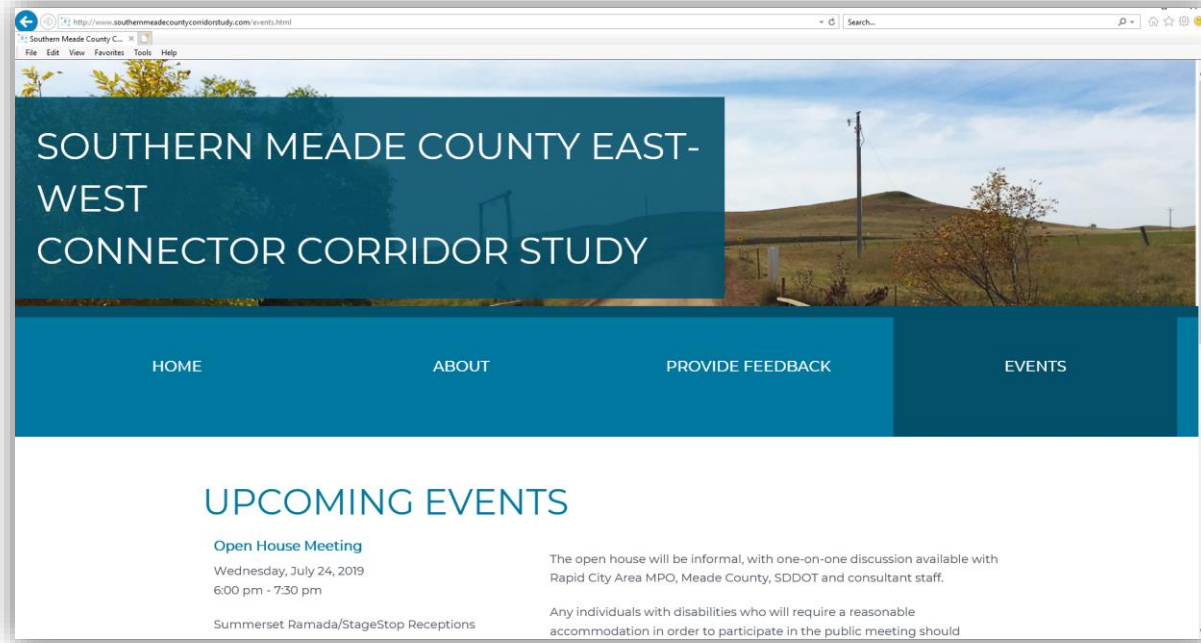 http://www.southernmeadecountycorridorstudy.com/events.html
Search...
Southern Meade County C...
File Edit View Favorites Tools Help
SOUTHERN MEADE COUNTY EAST-
WEST
CONNECTOR CORRIDOR STUDY
HOME ABOUT PROVIDE FEEDBACK EVENTS
UPCOMING EVENTS
Open House Meeting
Wednesday, July 24, 2019
6:00 pm - 7:30 pm
Summerset Ramada/StageStop Receptions
The open house will be informal, with one-on-one discussion available with
Rapid City Area MPO, Meade County, SDDOT and consultant staff.
Any individuals with disabilities who will require a reasonable
accommodation in order to participate in the public meeting should